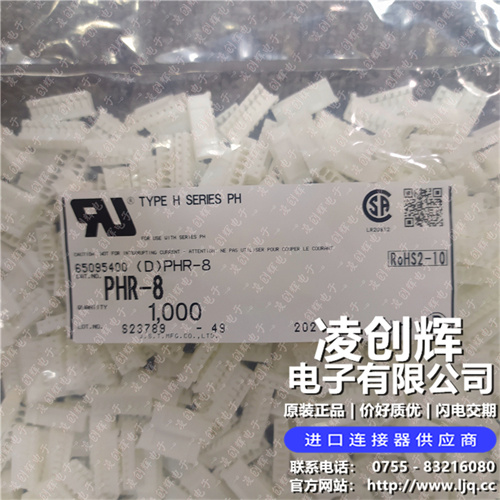 TYPE H SERIES PH
FOR USE WITH SERIES PH
CAUTION: NOT FOR INTERRUPTING CURRENT. ATTENTION: NE PAS UTILISER POUR COUPER LE COURANT.
65095400 (D)PHR-8
CAT.NO.
PHR-8
QUANTITY
1,000
LOT.NO. S23789 - 49 202
J.S.T.MFG.CO.,LTD.
LR20812
RoHS2-10
凌创辉
电子有限公司
原装正品|价好质优|闪电交期
进口连接器供应商
联系电话: 0755 - 83216080
官方网站: http://www.ljq.cc